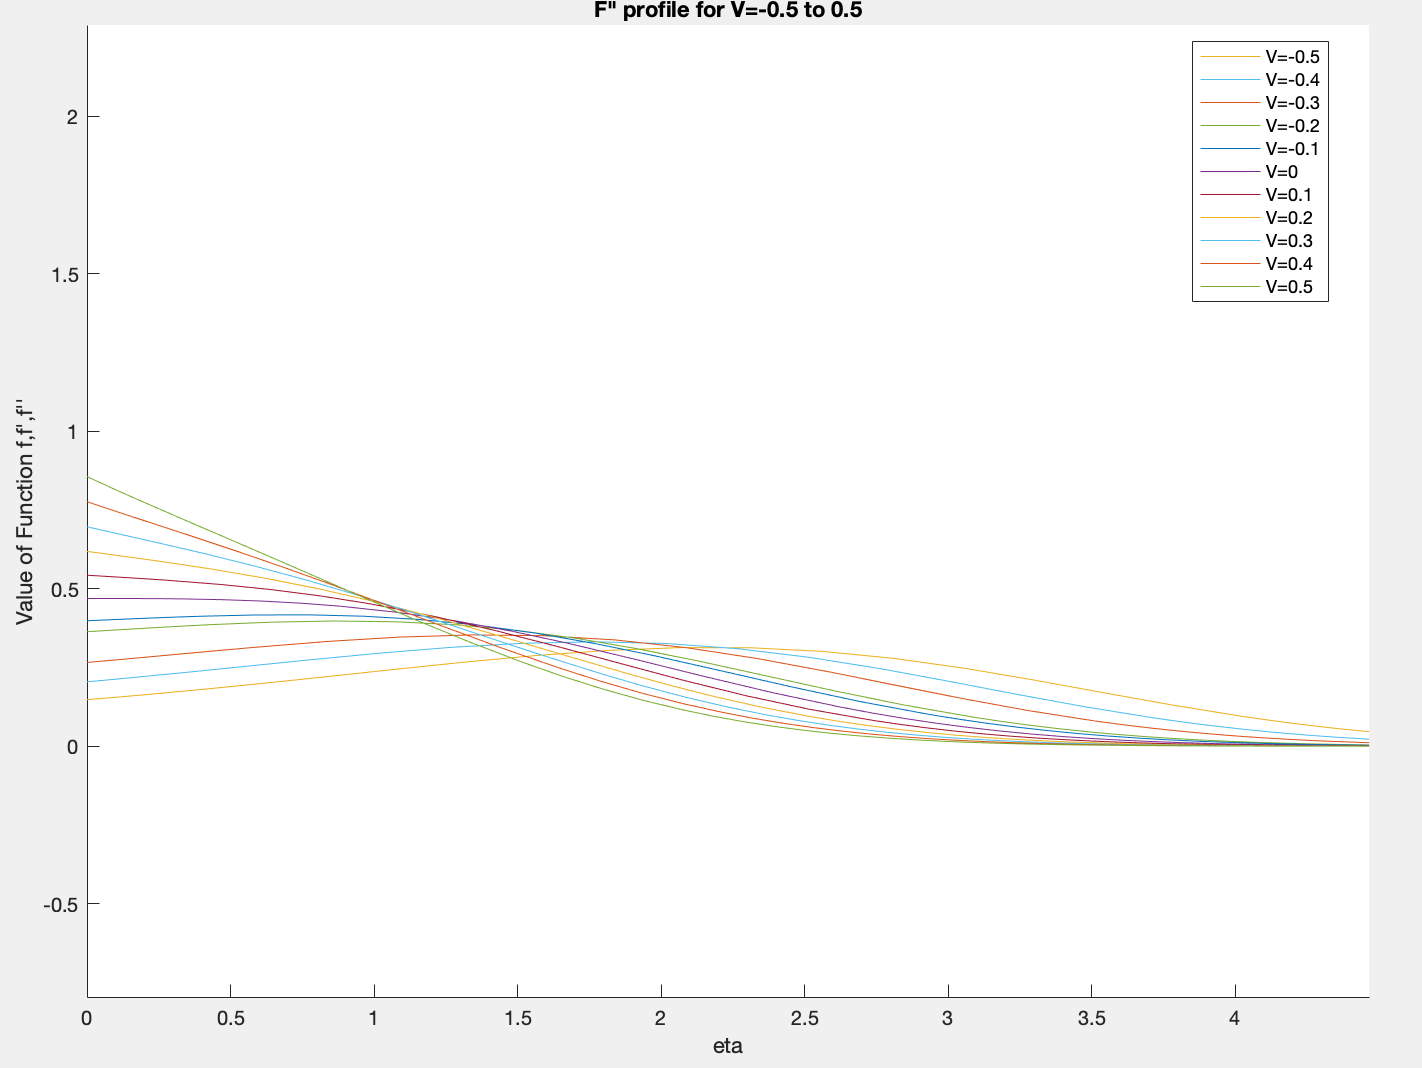 F" profile for V=-0.5 to 0.5
V=-0.5
V=-0.4
V=-0.3
V=-0.2
V=-0.1
V=0
V=0.1
V=0.2
V=0.3
V=0.4
V=0.5
Value of Function f,f',f''
2
1.5
1
0.5
0
-0.5
0 0.5 1 1.5 2 2.5 3 3.5 4
eta